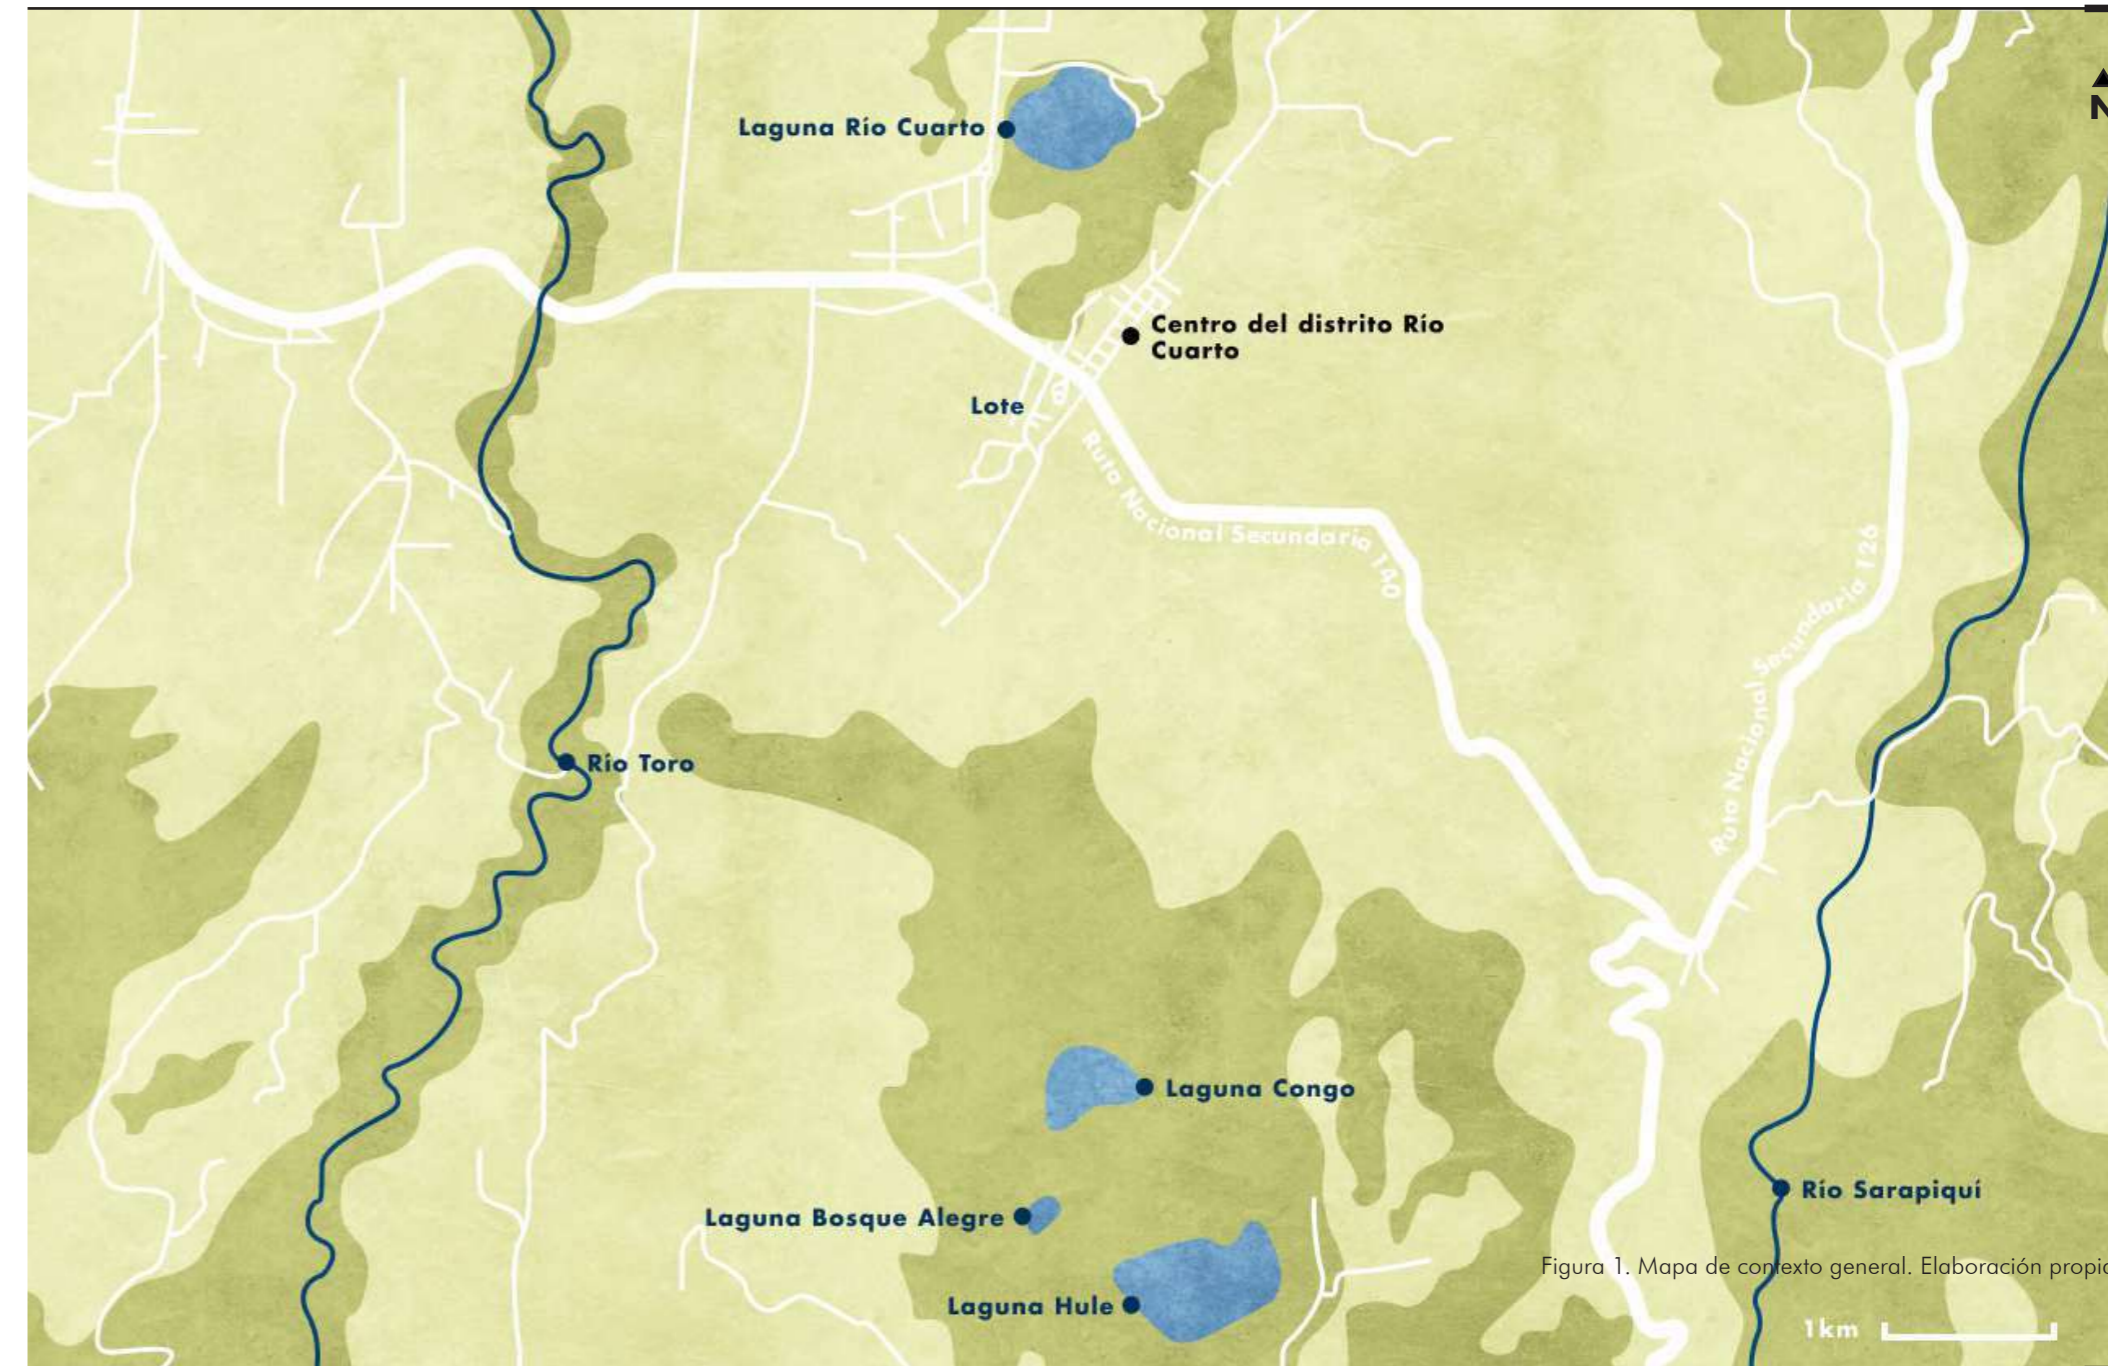 N
Laguna Río Cuarto
Centro del distrito Río
Cuarto
Lote
Ruta Nacional Secundaria 140
Ruta Nacional Secundaria 126
Río Toro
Laguna Congo
Río Sarapiquí
Laguna Bosque Alegre
Figura 1. Mapa de contexto general. Elaboración propia
Laguna Hule
1km